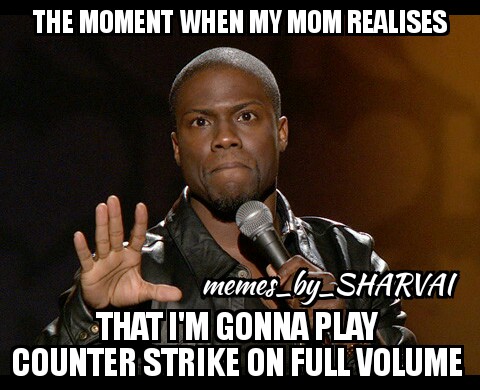 THE MOMENT WHEN MY MOM REALISES
memes_by_SHARVAI
THAT I'M GONNA PLAY
COUNTER STRIKE ON FULL VOLUME